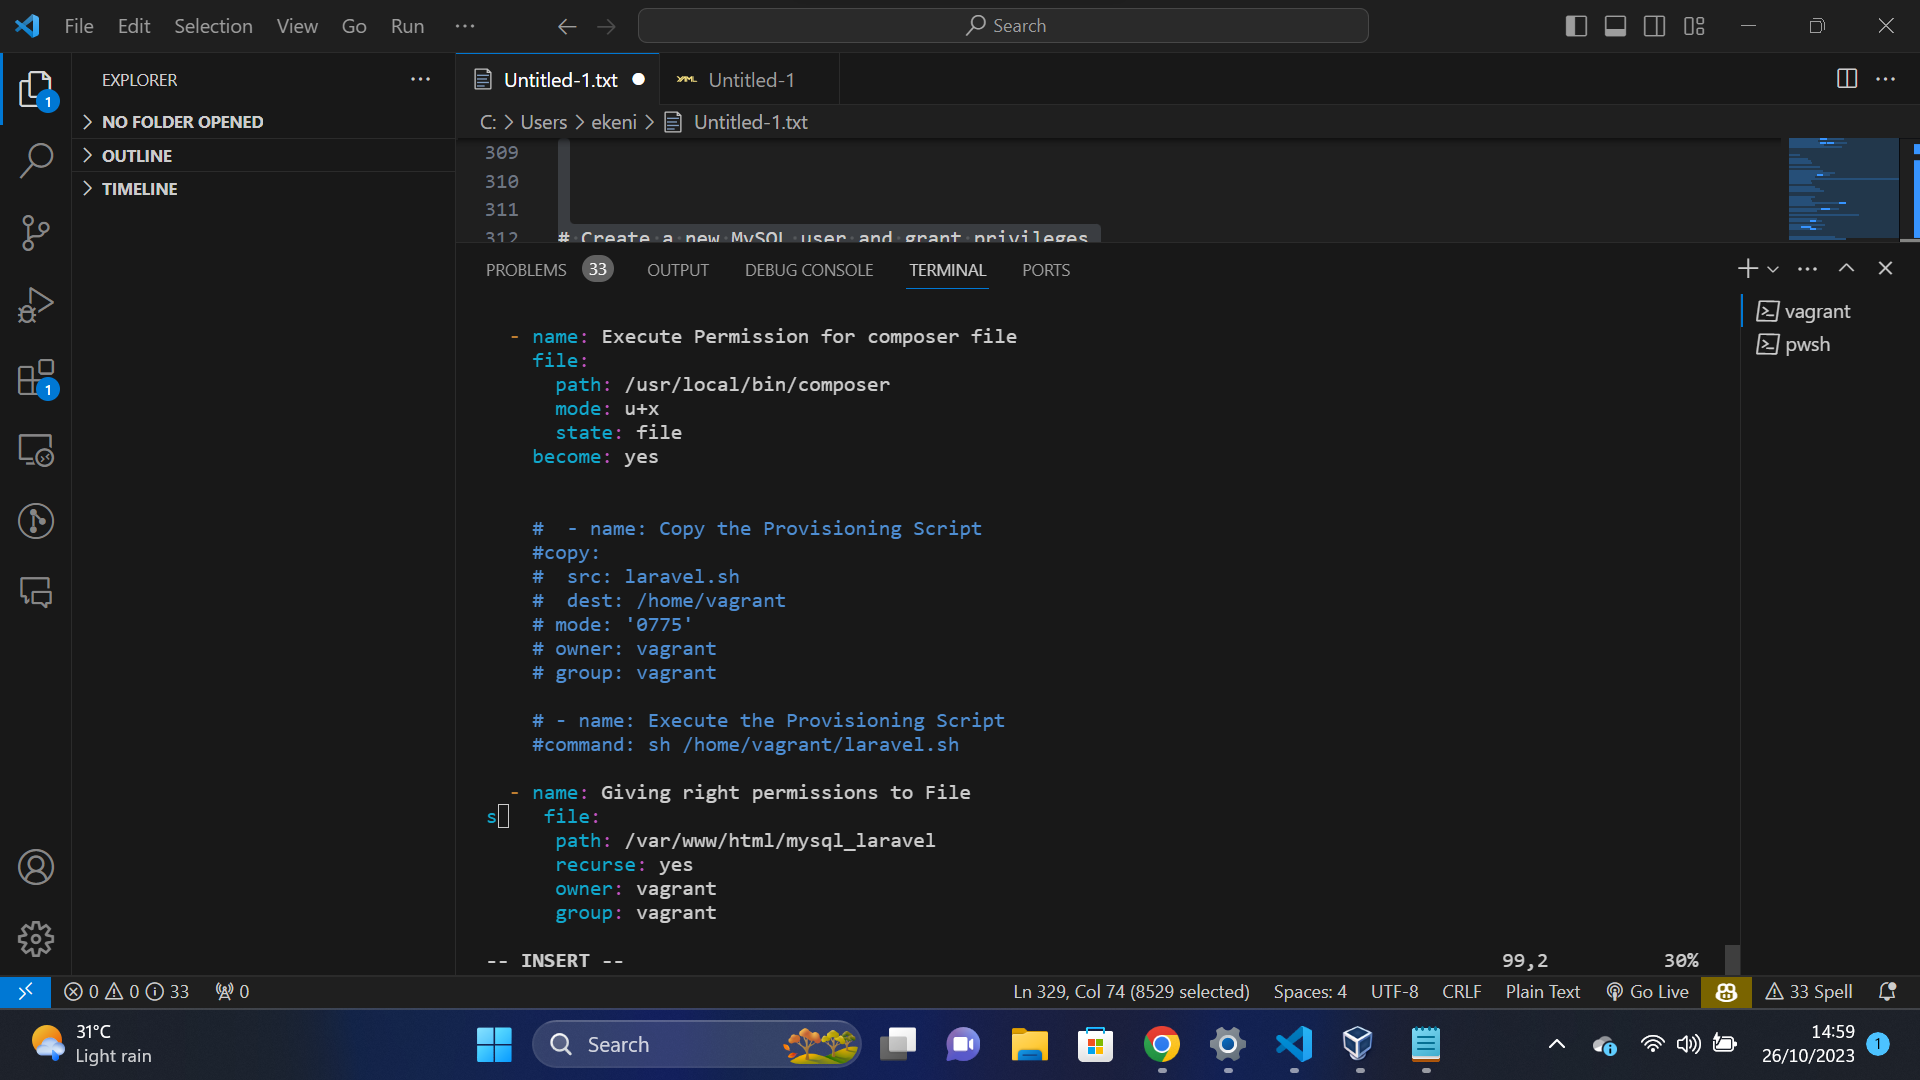 File Edit Selection View Go Run ··· Search
EXPLORER ···
NO FOLDER OPENED
OUTLINE
TIMELINE
Untitled-1.txt YAML Untitled-1
C: > Users > ekeni > Untitled-1.txt
309
310
311
312 # Create a new MySQL user and grant privileges
PROBLEMS 33 OUTPUT DEBUG CONSOLE TERMINAL PORTS
vagrant
pwsh
- name: Execute Permission for composer file
file:
path: /usr/local/bin/composer
mode: u+x
state: file
become: yes
#  - name: Copy the Provisioning Script
#copy:
#  src: laravel.sh
#  dest: /home/vagrant
# mode: '0775'
# owner: vagrant
# group: vagrant
# - name: Execute the Provisioning Script
#command: sh /home/vagrant/laravel.sh
- name: Giving right permissions to File
s   file:
path: /var/www/html/mysql_laravel
recurse: yes
owner: vagrant
group: vagrant
-- INSERT -- 99,2 30%
1
1
0 0 33 0 Ln 329, Col 74 (8529 selected) Spaces: 4 UTF-8 CRLF Plain Text Go Live 33 Spell
31°C
Light rain
Search
14:59
26/10/2023
1